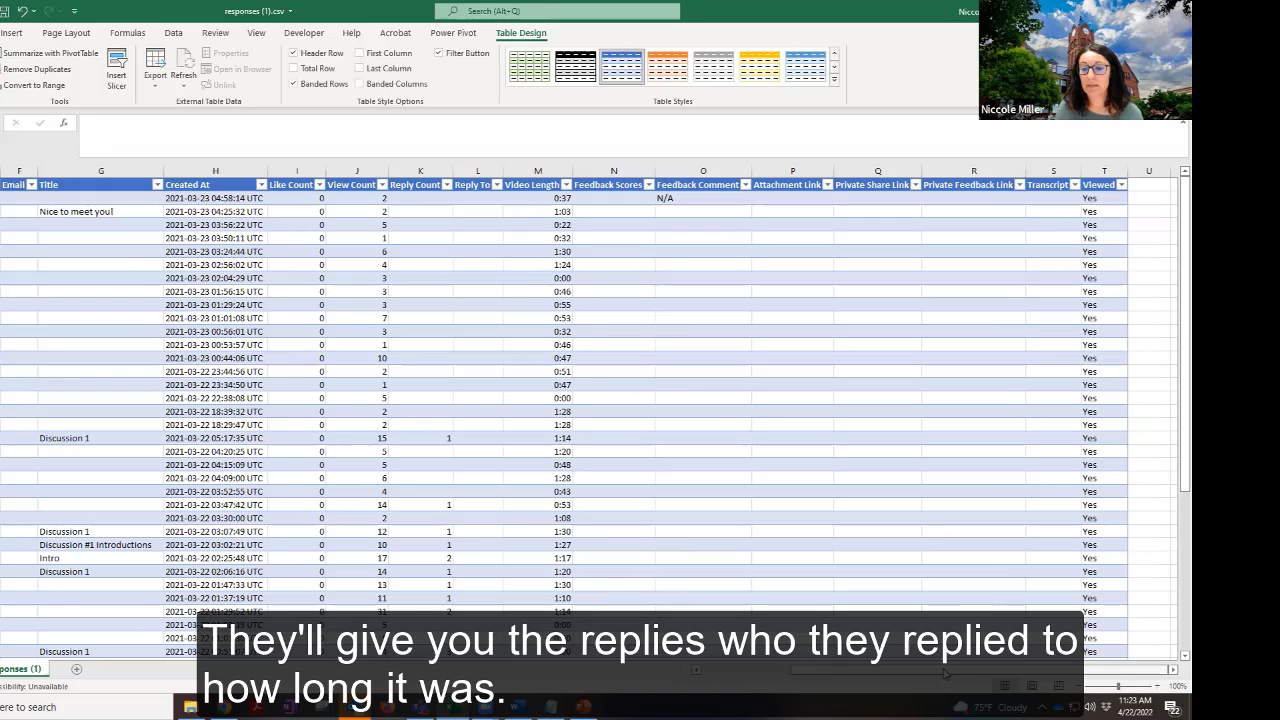 responses (1).csv
Search (Alt+Q)
Insert Page Layout Formulas Data Review View Developer Help Acrobat Power Pivot Table Design
Summarize with PivotTable
Remove Duplicates
Convert to Range
Tools
Insert Slicer
Export Refresh
Properties
Open in Browser
Unlink
External Table Data
Header Row First Column Filter Button
Total Row Last Column
Banded Rows Banded Columns
Table Style Options
Table Styles
Niccole Miller
fx
F G H I J K L M N O P Q R S T U
Email Title Created At Like Count View Count Reply Count Reply To Video Length Feedback Scores Feedback Comment Attachment Link Private Share Link Private Feedback Link Transcript Viewed
2021-03-23 04:58:14 UTC 0 2 0:37 N/A Yes
Nice to meet you! 2021-03-23 04:25:32 UTC 0 2 1:03 Yes
2021-03-23 03:56:22 UTC 0 5 0:22 Yes
2021-03-23 03:50:11 UTC 0 1 0:32 Yes
2021-03-23 03:24:44 UTC 0 6 1:30 Yes
2021-03-23 02:56:02 UTC 0 4 1:24 Yes
2021-03-23 02:04:29 UTC 0 3 0:00 Yes
2021-03-23 01:56:15 UTC 0 3 0:46 Yes
2021-03-23 01:29:24 UTC 0 3 0:55 Yes
2021-03-23 01:01:08 UTC 0 7 0:53 Yes
2021-03-23 00:56:01 UTC 0 3 0:32 Yes
2021-03-23 00:53:57 UTC 0 1 0:46 Yes
2021-03-23 00:44:06 UTC 0 10 0:47 Yes
2021-03-22 23:44:56 UTC 0 2 0:51 Yes
2021-03-22 23:34:50 UTC 0 1 0:47 Yes
2021-03-22 22:38:08 UTC 0 5 0:00 Yes
2021-03-22 18:39:32 UTC 0 2 1:28 Yes
2021-03-22 18:29:47 UTC 0 2 1:28 Yes
Discussion 1 2021-03-22 05:17:35 UTC 0 15 1 1:14 Yes
2021-03-22 04:20:25 UTC 0 5 1:20 Yes
2021-03-22 04:15:09 UTC 0 5 0:48 Yes
2021-03-22 04:09:00 UTC 0 6 1:28 Yes
2021-03-22 03:52:55 UTC 0 4 0:43 Yes
2021-03-22 03:47:42 UTC 0 14 1 0:53 Yes
2021-03-22 03:30:00 UTC 0 2 1:08 Yes
Discussion 1 2021-03-22 03:07:49 UTC 0 12 1 1:30 Yes
Discussion #1 Introductions 2021-03-22 03:02:21 UTC 0 10 1 1:27 Yes
Intro 2021-03-22 02:25:48 UTC 0 17 2 1:17 Yes
Discussion 1 2021-03-22 02:06:16 UTC 0 14 1 1:20 Yes
2021-03-22 01:47:33 UTC 0 13 1 1:30 Yes
2021-03-22 01:37:19 UTC 0 11 1 1:10 Yes
Yes
Yes
Yes
Discussion 1 Yes
They'll give you the replies who they replied to
how long it was.
100%
75°F Cloudy
11:23 AM
4/22/2022
22